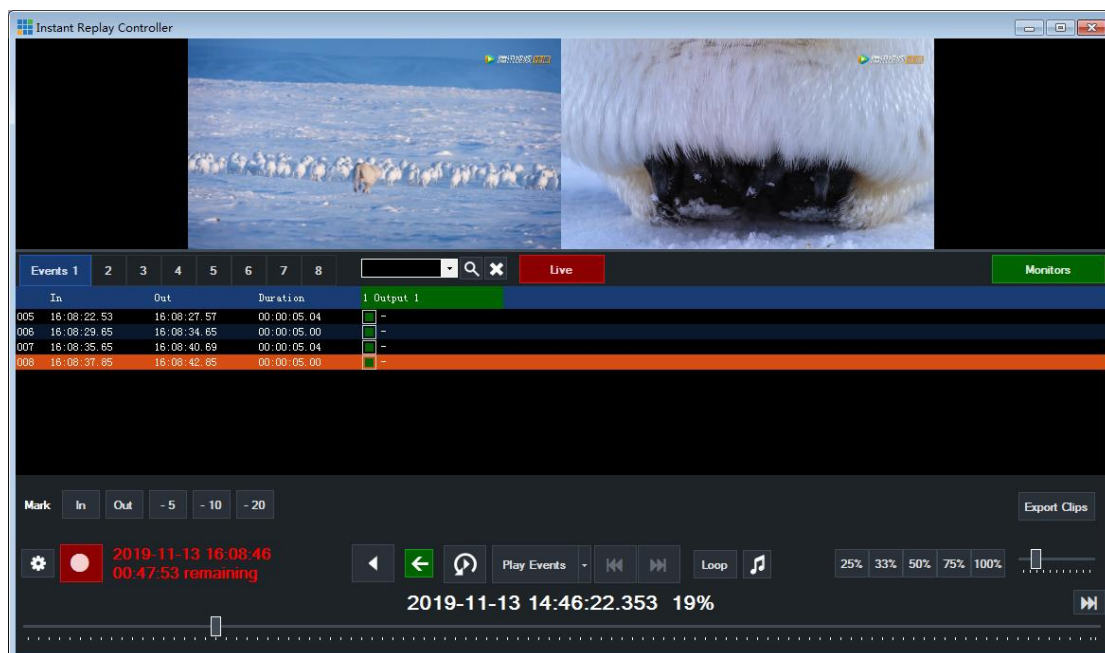 Instant Replay Controller
Events 1 2 3 4 5 6 7 8 Live Monitors
In Out Duration 1 Output 1
005 16:08:22.53 16:08:27.57 00:00:05.04 -
006 16:08:29.65 16:08:34.65 00:00:05.00 -
007 16:08:35.65 16:08:40.69 00:00:05.04 -
008 16:08:37.85 16:08:42.85 00:00:05.00 -
Mark In Out - 5 - 10 - 20 Export Clips
2019-11-13 16:08:46
00:47:53 remaining
Play Events Loop 25% 33% 50% 75% 100%
2019-11-13 14:46:22.353 19%